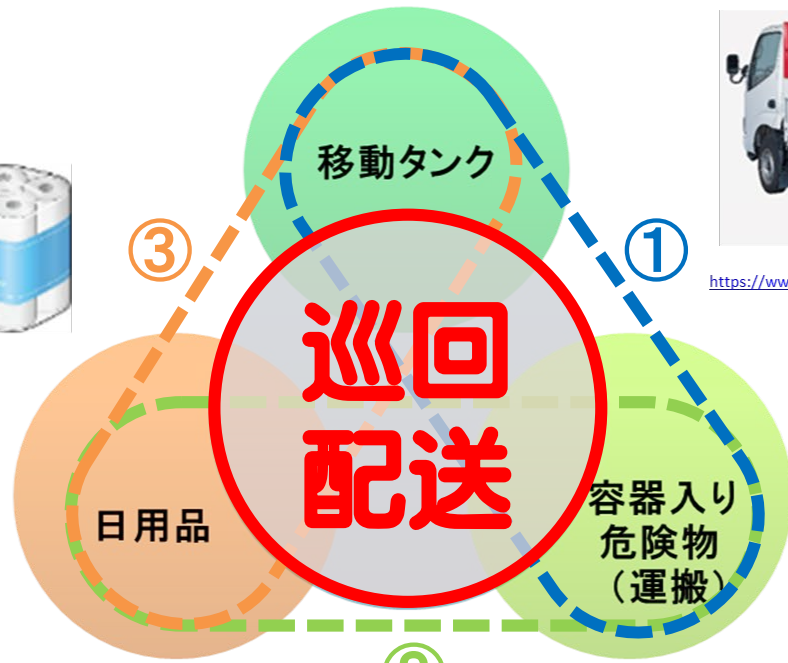 移動タンク
③
①
https://ww
巡回
配送
日用品
容器入り
危険物
（運搬）